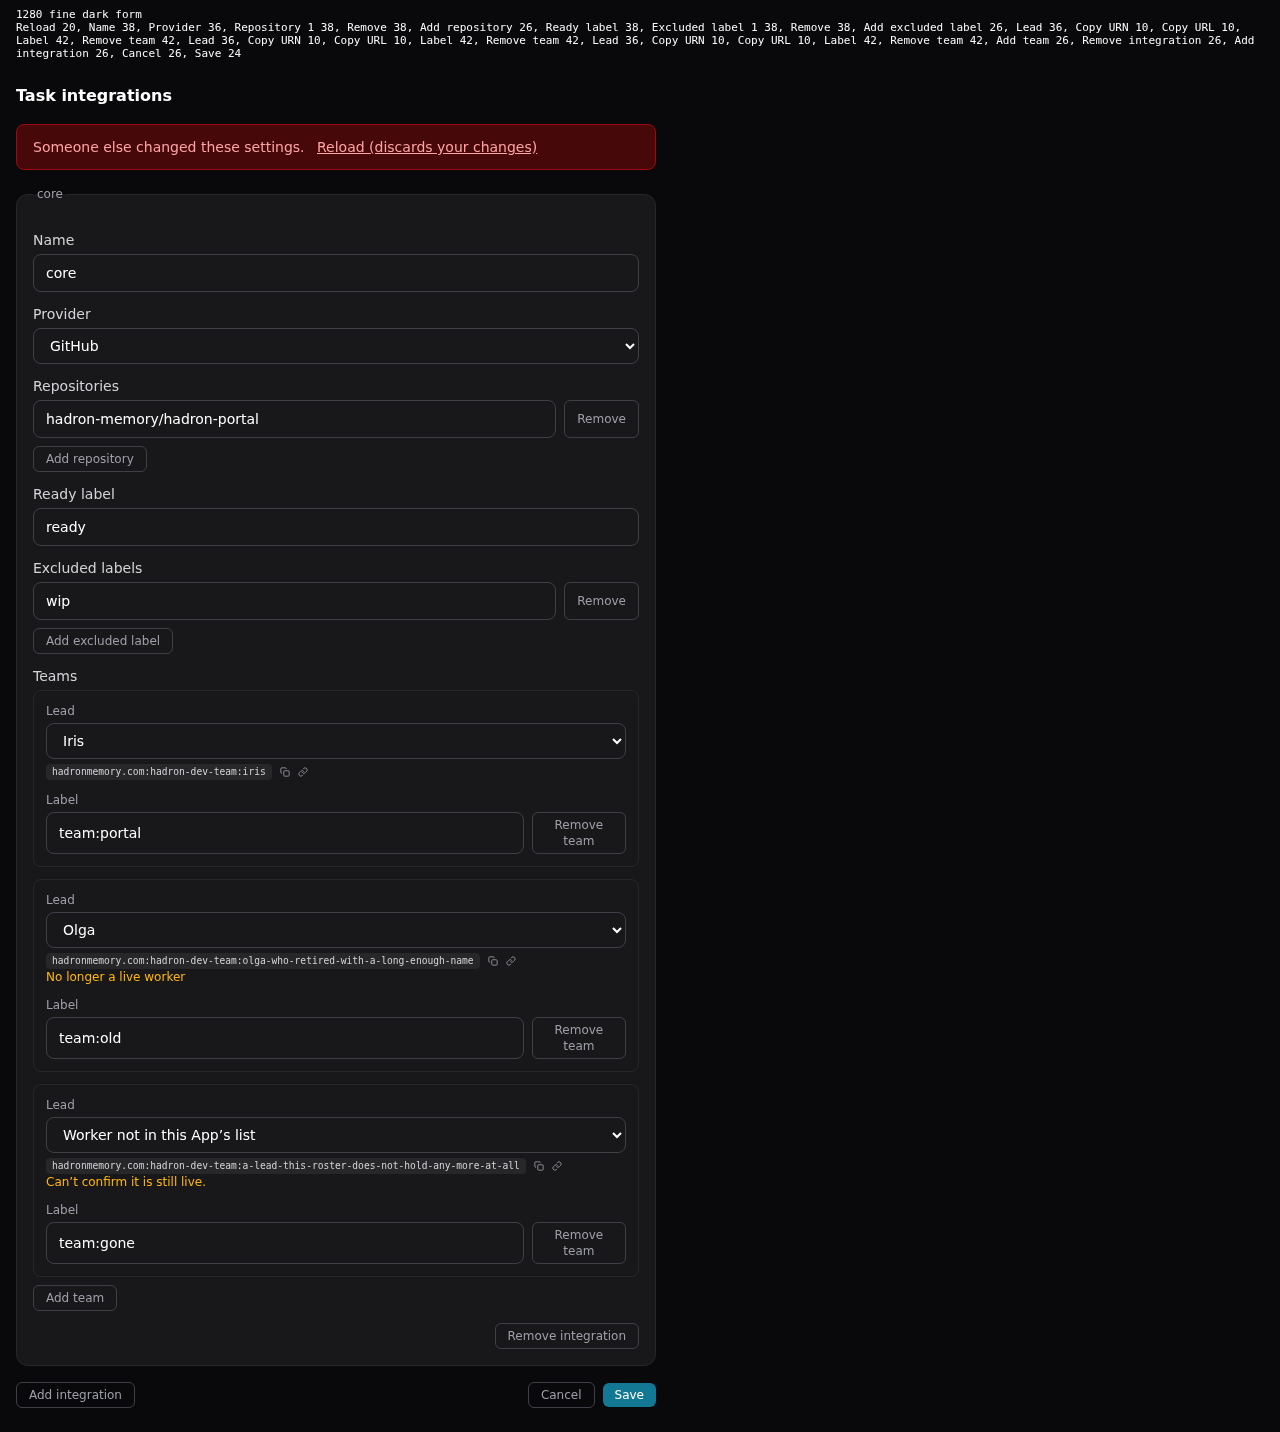 1280 fine dark form
Reload 20, Name 38, Provider 36, Repository 1 38, Remove 38, Add repository 26, Ready label 38, Excluded label 1 38, Remove 38, Add excluded label 26, Lead 36, Copy URN 10, Copy URL 10,
Label 42, Remove team 42, Lead 36, Copy URN 10, Copy URL 10, Label 42, Remove team 42, Lead 36, Copy URN 10, Copy URL 10, Label 42, Remove team 42, Add team 26, Remove integration 26, Add
integration 26, Cancel 26, Save 24
Task integrations
Someone else changed these settings. Reload (discards your changes)
core
Name
core
Provider
GitHub
Repositories
hadron-memory/hadron-portal Remove
Add repository
Ready label
ready
Excluded labels
wip Remove
Add excluded label
Teams
Lead
Iris
hadronmemory.com:hadron-dev-team:iris
Label
team:portal Remove team
Lead
Olga
hadronmemory.com:hadron-dev-team:olga-who-retired-with-a-long-enough-name
No longer a live worker
Label
team:old Remove team
Lead
Worker not in this App’s list
hadronmemory.com:hadron-dev-team:a-lead-this-roster-does-not-hold-any-more-at-all
Can’t confirm it is still live.
Label
team:gone Remove team
Add team
Remove integration
Add integration Cancel Save